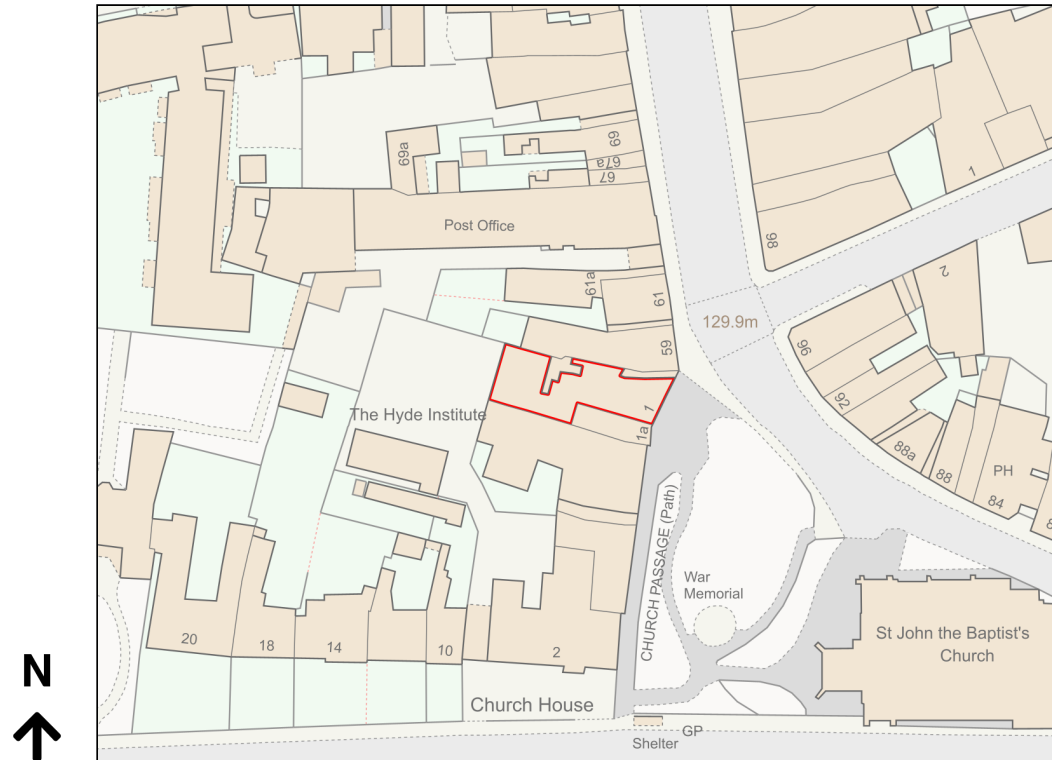 69a
69
67a
67
Post Office
1
98
2
61a
61
129.9m
59
96
The Hyde Institute
1
1a
92
88a
88
PH
84
CHURCH PASSAGE (Path)
War
Memorial
20
18
14
10
2
St John the Baptist's
Church
N
Church House
GP
Shelter